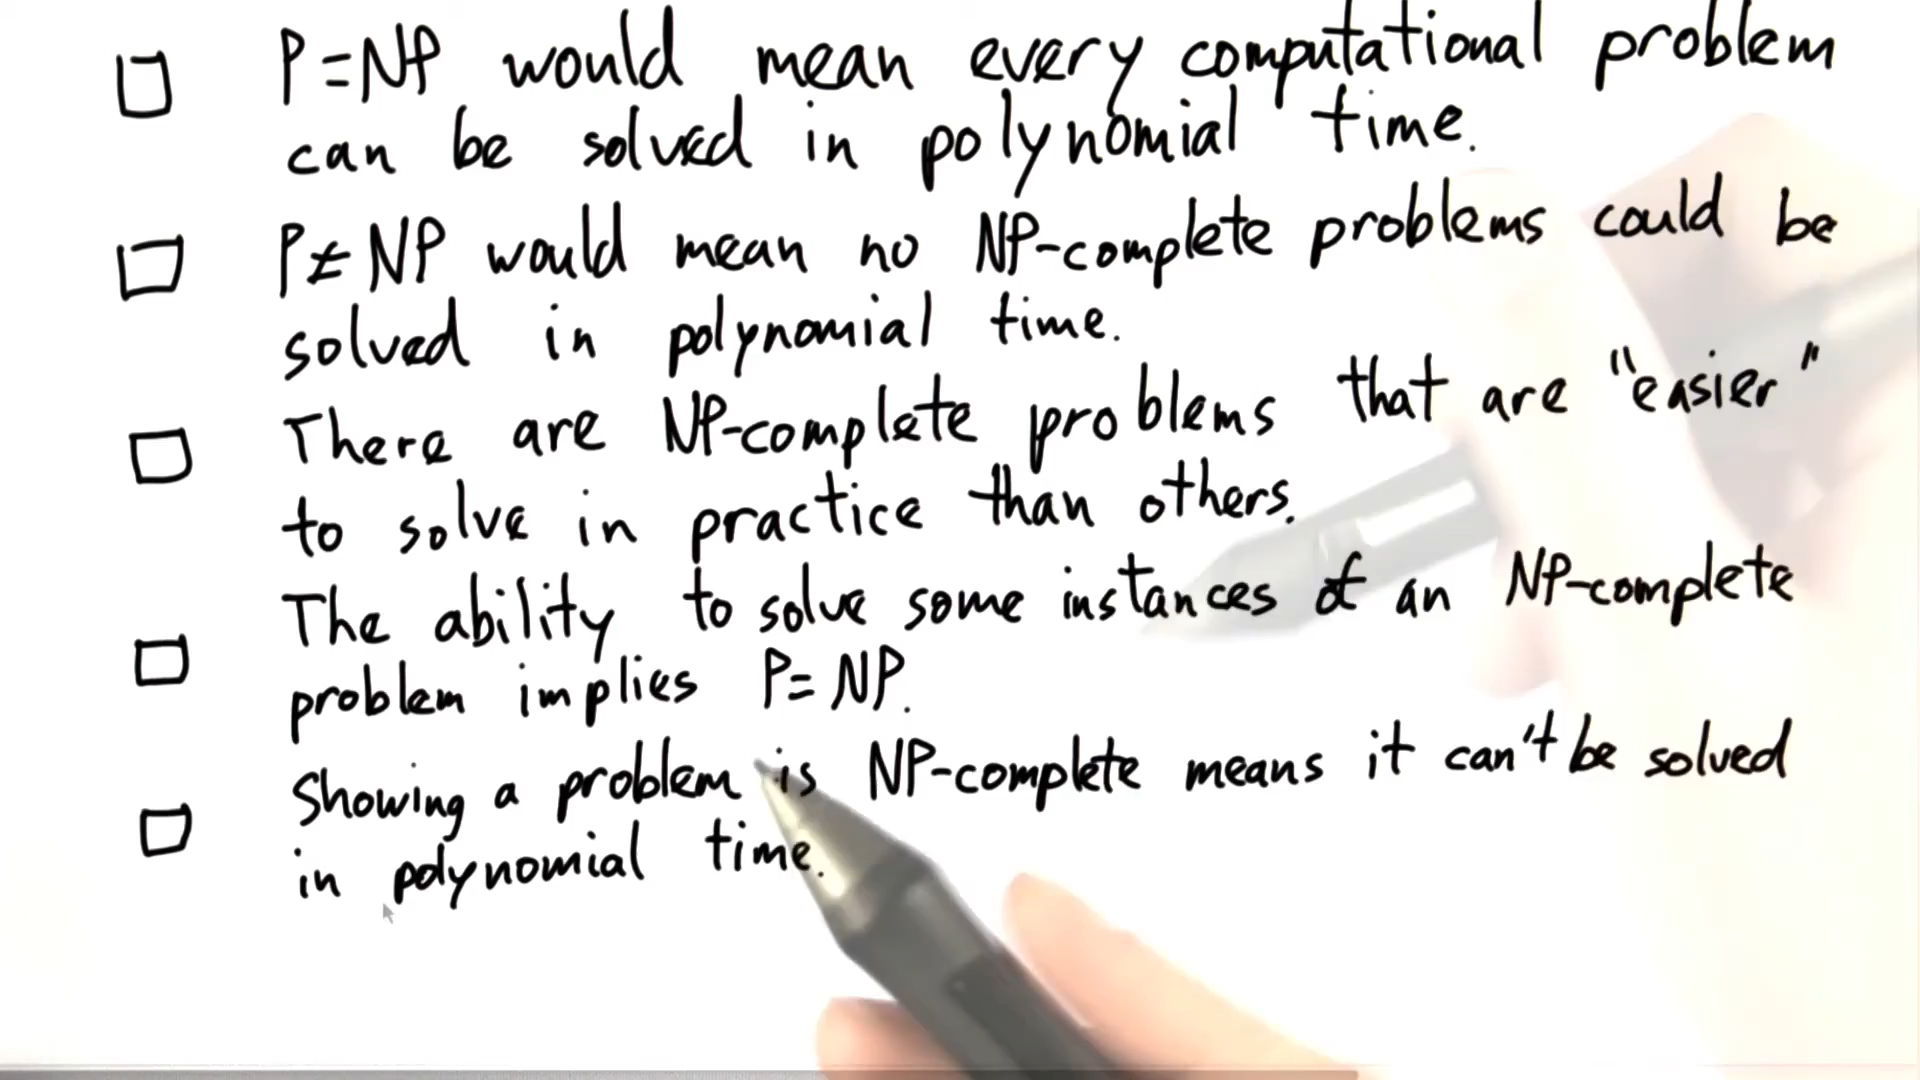 P=NP would mean every computational problem
can be solved in polynomial time.
P≠NP would mean no NP-complete problems could be
solved in polynomial time.
There are NP-complete problems that are "easier"
to solve in practice than others.
The ability to solve some instances of an NP-complete
problem implies P=NP.
Showing a problem is NP-complete means it can't be solved
in polynomial time.